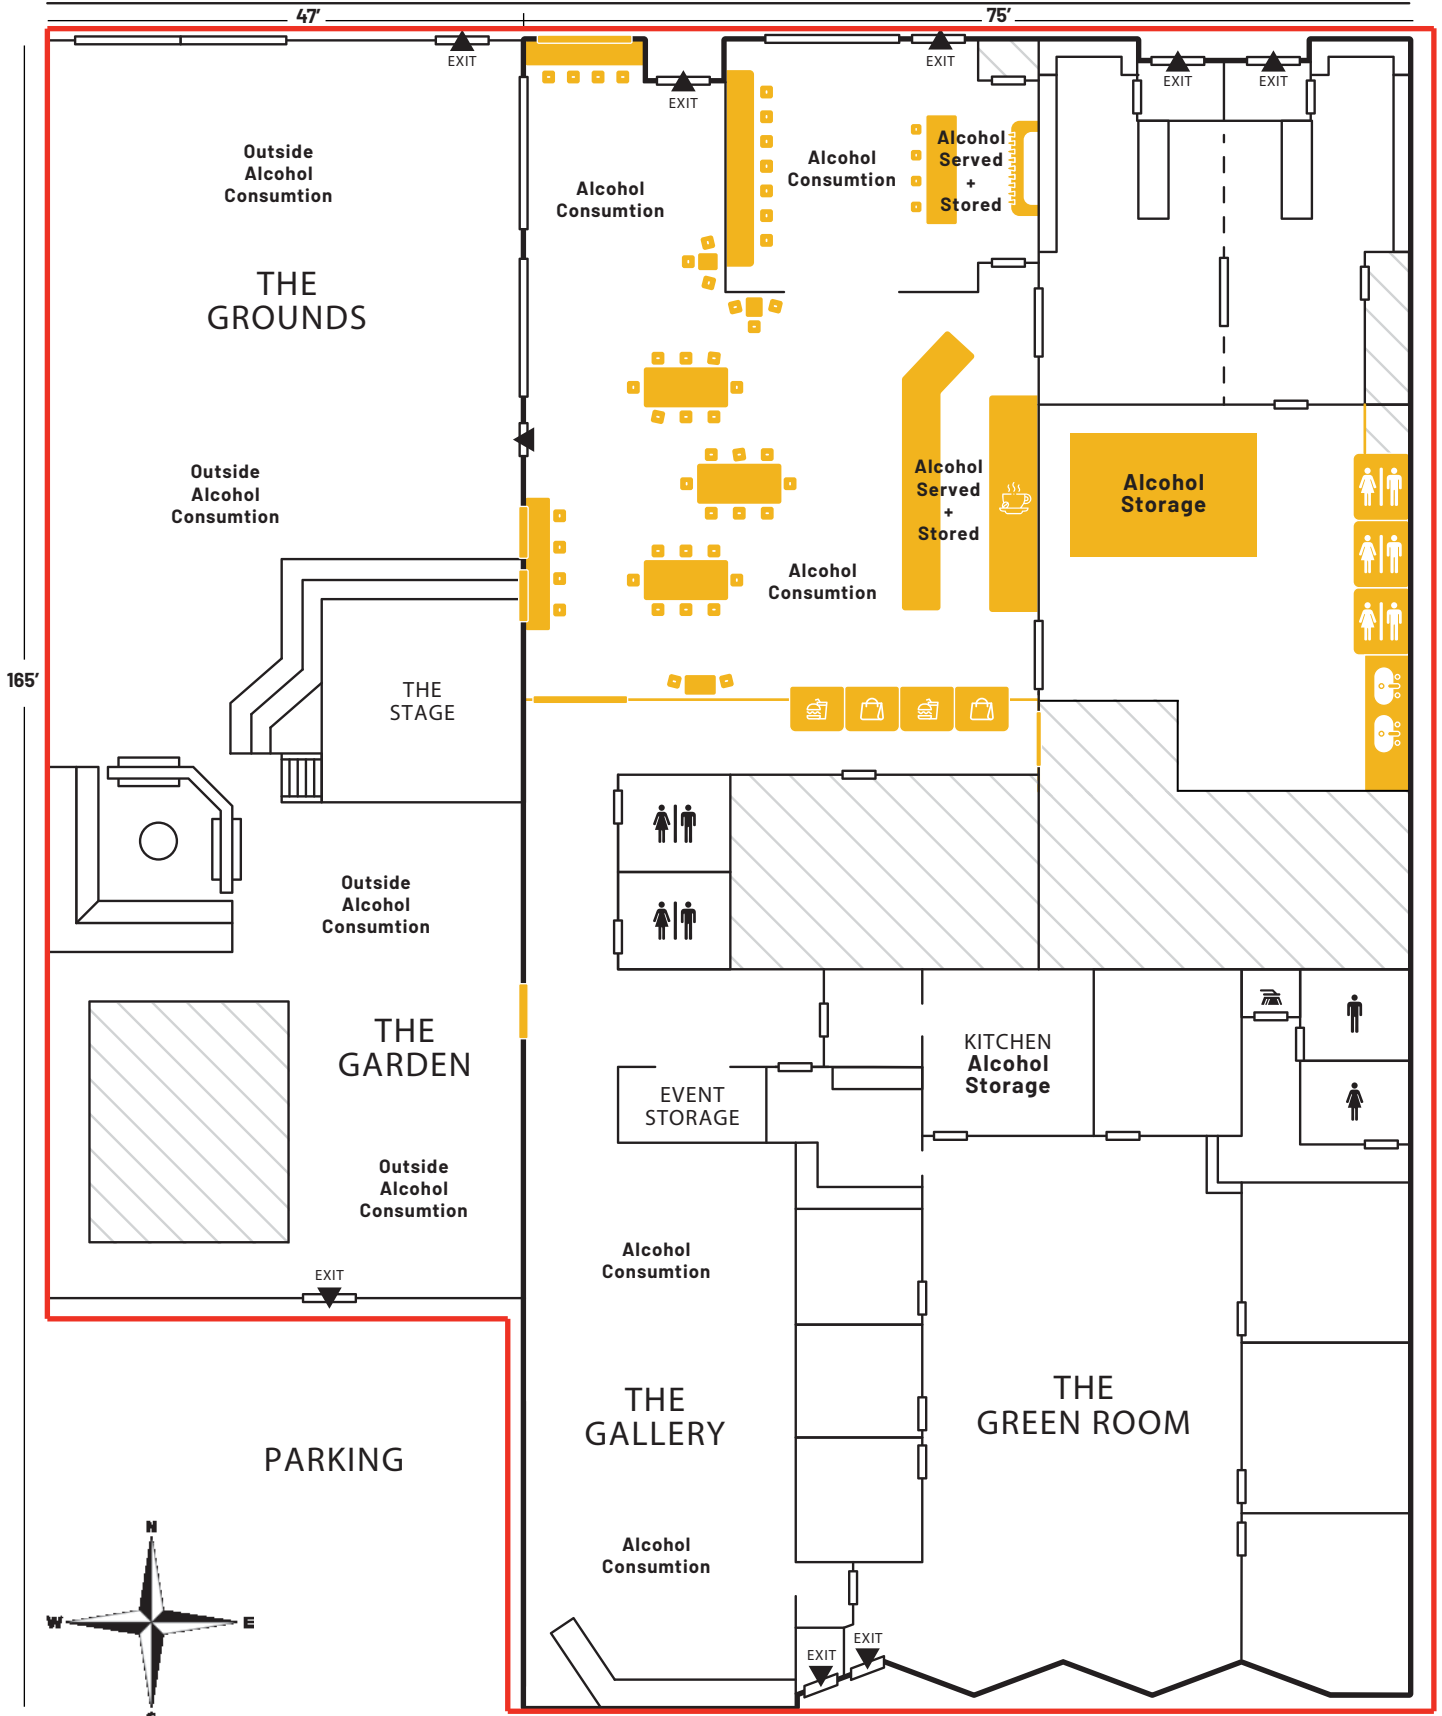 47’
75’
EXIT
EXIT
EXIT
EXIT
EXIT
Outside
Alcohol
Consumtion
Alcohol
Consumtion
Alcohol
Consumtion
Alcohol
Served
+
Stored
THE
GROUNDS
Outside
Alcohol
Consumtion
Alcohol
Served
+
Stored
Alcohol
Storage
Alcohol
Consumtion
165’
THE
STAGE
Outside
Alcohol
Consumtion
THE
GARDEN
KITCHEN
Alcohol
Storage
EVENT
STORAGE
Outside
Alcohol
Consumtion
Alcohol
Consumtion
EXIT
THE
GALLERY
THE
GREEN ROOM
PARKING
Alcohol
Consumtion
N
W
E
EXIT
EXIT